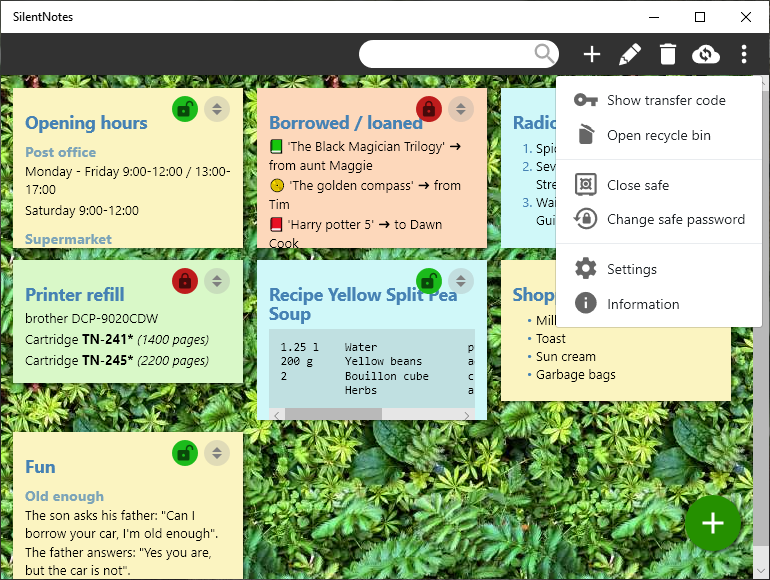 SilentNotes
Show transfer code
Open recycle bin
Close safe
Change safe password
Settings
Information
Opening hours
Post office
Monday - Friday 9:00-12:00 / 13:00-
17:00
Saturday 9:00-12:00
Supermarket
Borrowed / loaned
'The Black Magician Trilogy' ➔
from aunt Maggie
'The golden compass' ➔ from
Tim
'Harry potter 5' ➔ to Dawn
Cook
Radio
1. Spic
2. Sev
Stre
3. Wai
Gui
Printer refill
brother DCP-9020CDW
Cartridge TN-241* (1400 pages)
Cartridge TN-245* (2200 pages)
Recipe Yellow Split Pea
Soup
1.25 l Water p
200 g Yellow beans a
2 Bouillon cube c
Herbs a
Shop
• Mill
• Toast
• Sun cream
• Garbage bags
Fun
Old enough
The son asks his father: "Can I
borrow your car, I'm old enough".
The father answers: "Yes you are,
but the car is not".